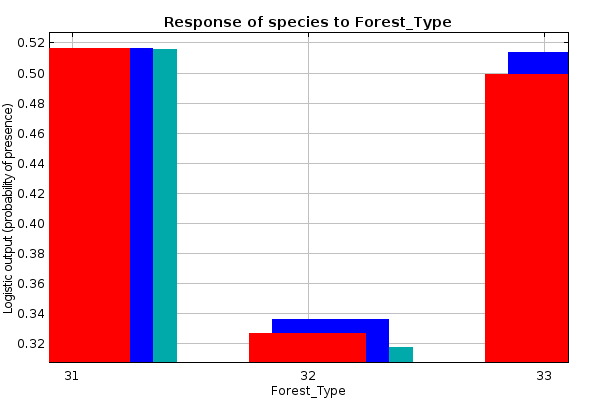 Response of species to Forest_Type
Logistic output (probability of presence)
0.52
0.50
0.48
0.46
0.44
0.42
0.40
0.38
0.36
0.34
0.32
31 32 33
Forest_Type